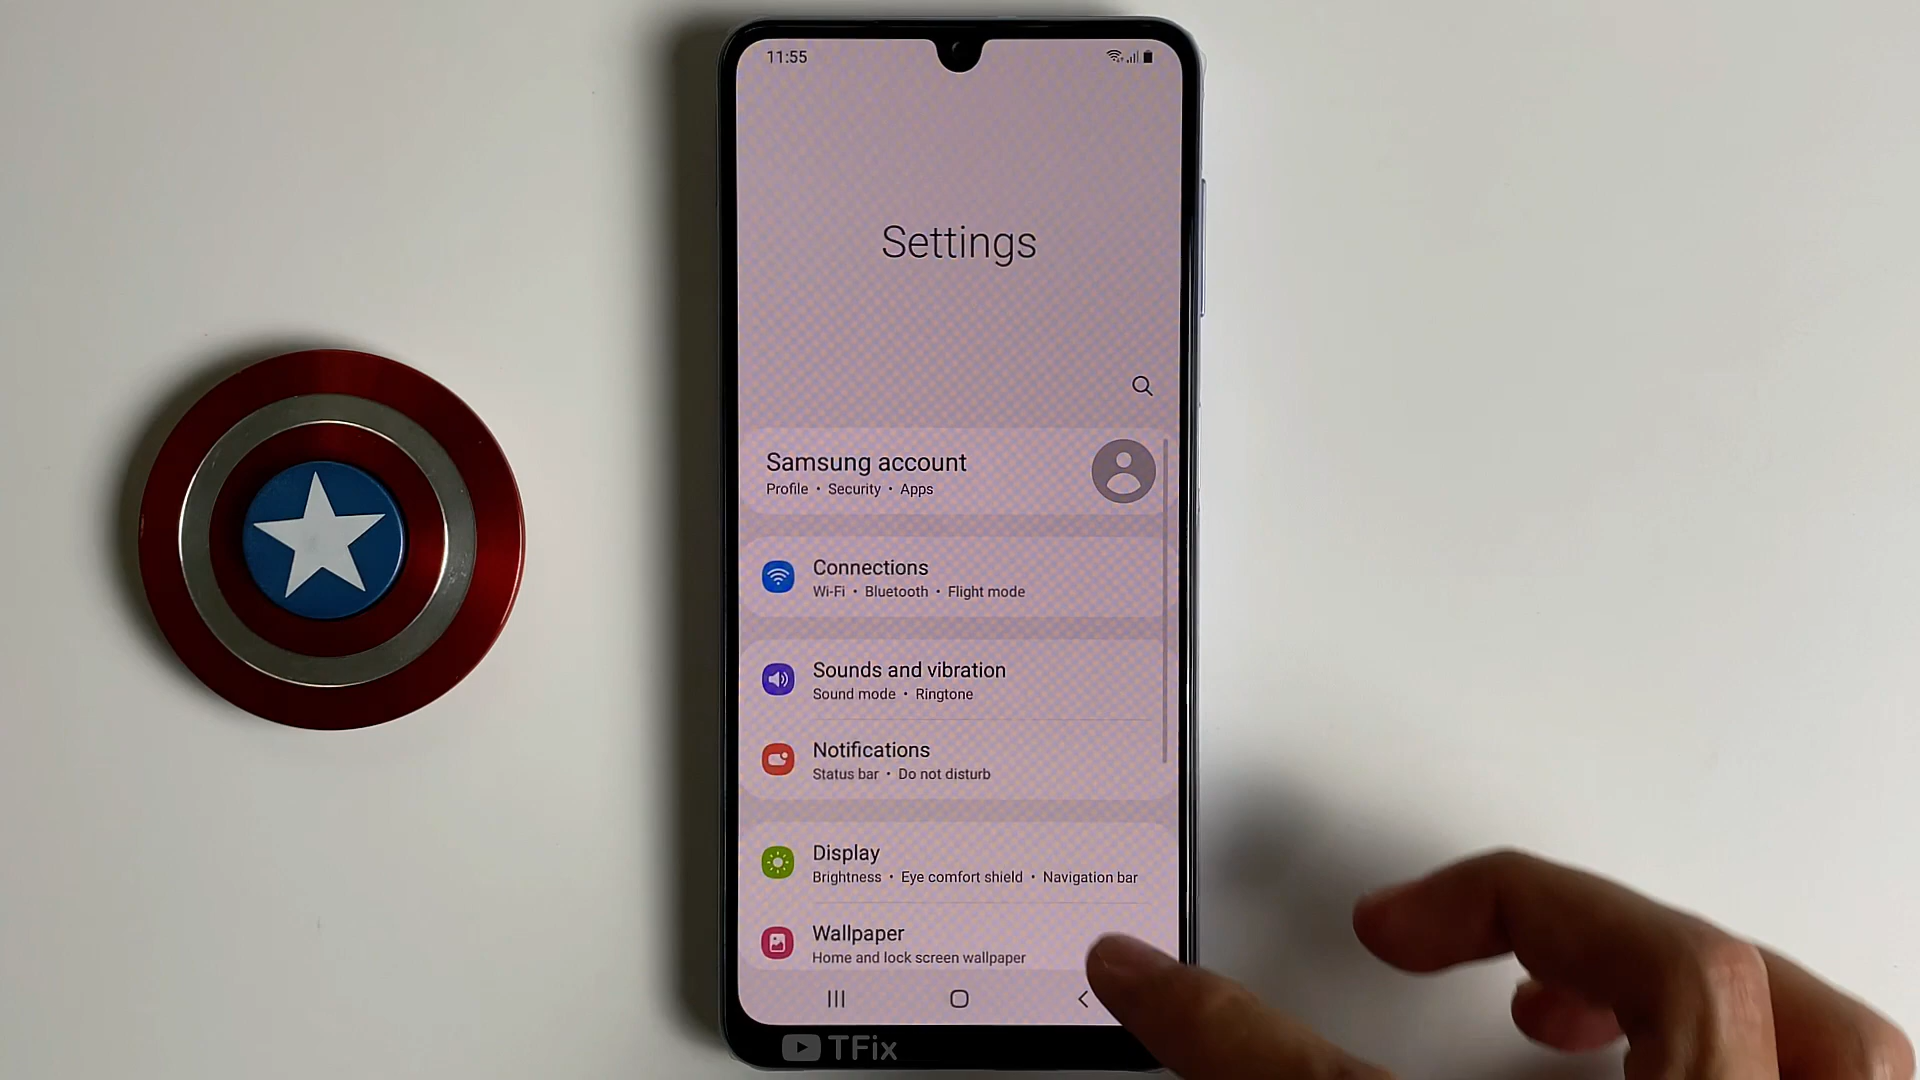 11:55
Settings
Samsung account
Profile • Security • Apps
Connections
Wi-Fi • Bluetooth • Flight mode
Sounds and vibration
Sound mode • Ringtone
Notifications
Status bar • Do not disturb
Display
Brightness • Eye comfort shield • Navigation bar
Wallpaper
Home and lock screen wallpaper
TFix